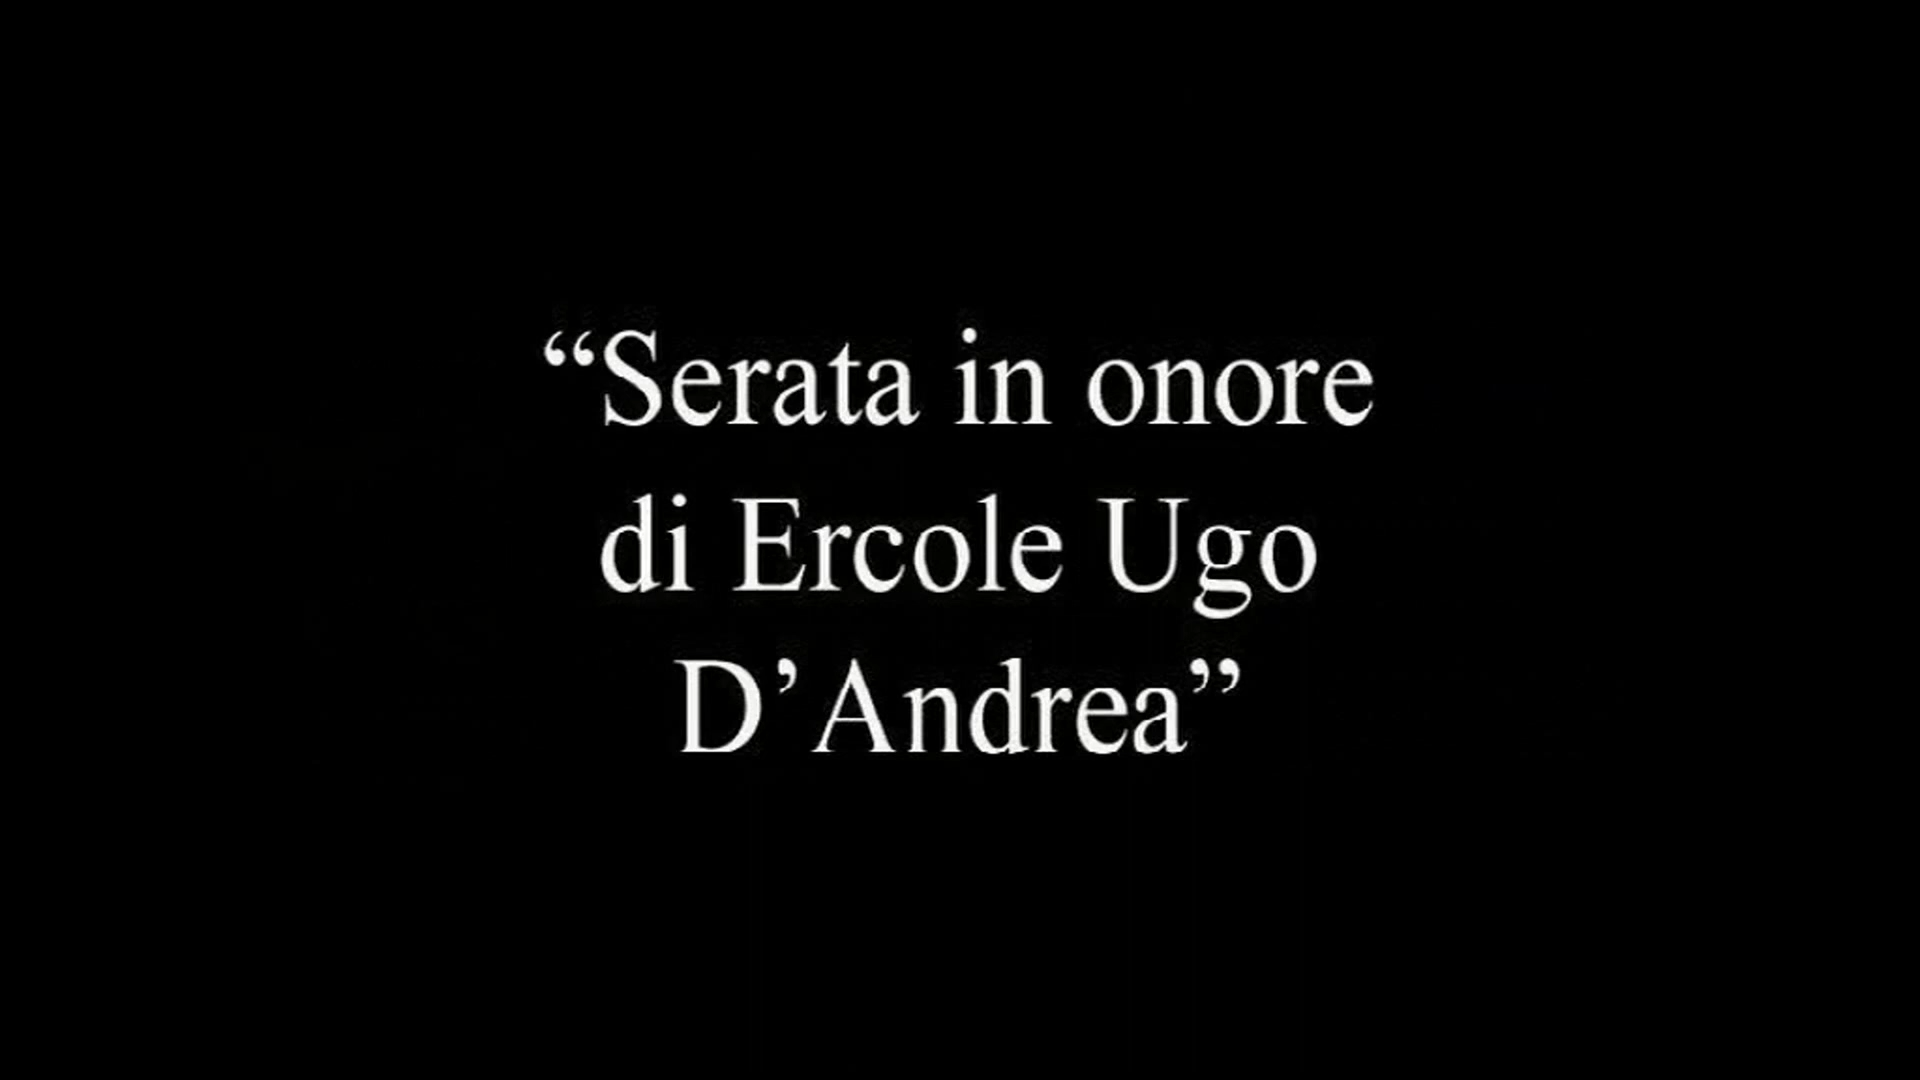 “Serata in onore
di Ercole Ugo
D’Andrea”